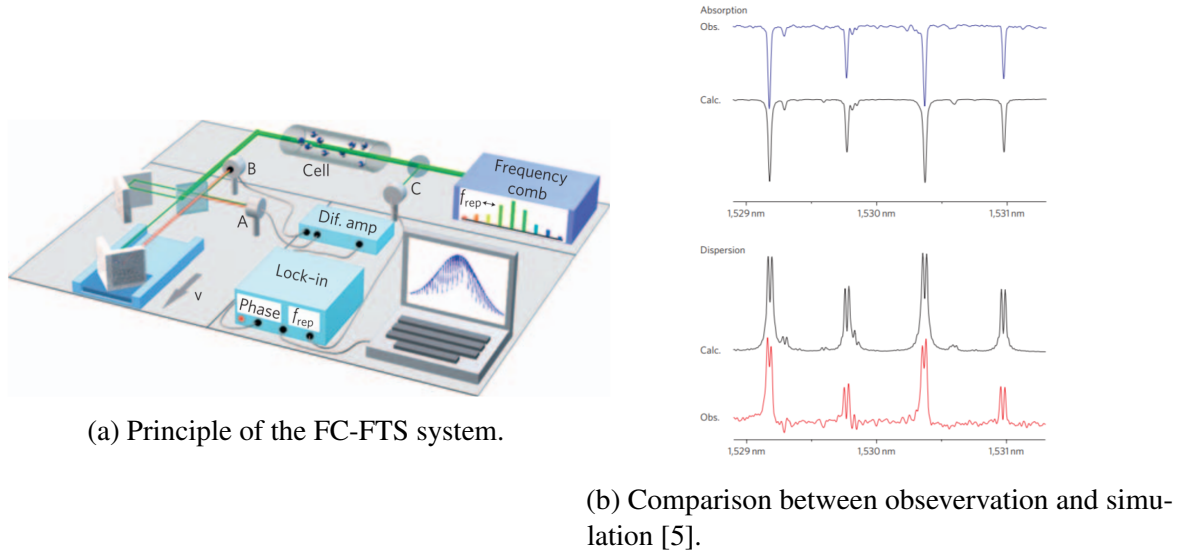 B
Cell
C
Frequency
comb
f_rep
A
Dif. amp
Lock-in
Phase
f_rep
v
(a) Principle of the FC-FTS system.
Absorption
Obs.
Calc.
1,529 nm
1,530 nm
1,531 nm
Dispersion
Calc.
Obs.
1,529 nm
1,530 nm
1,531 nm
(b) Comparison between obsevervation and simu-
lation [5].